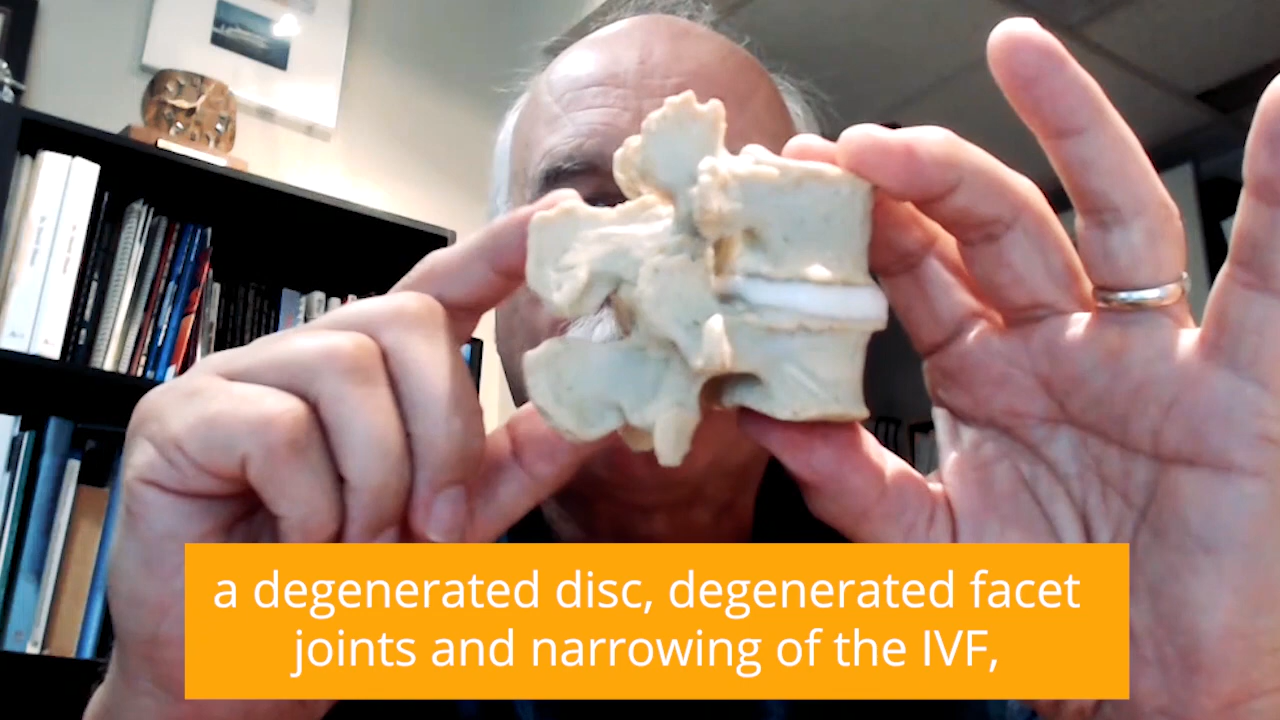 a degenerated disc, degenerated facet
joints and narrowing of the IVF,